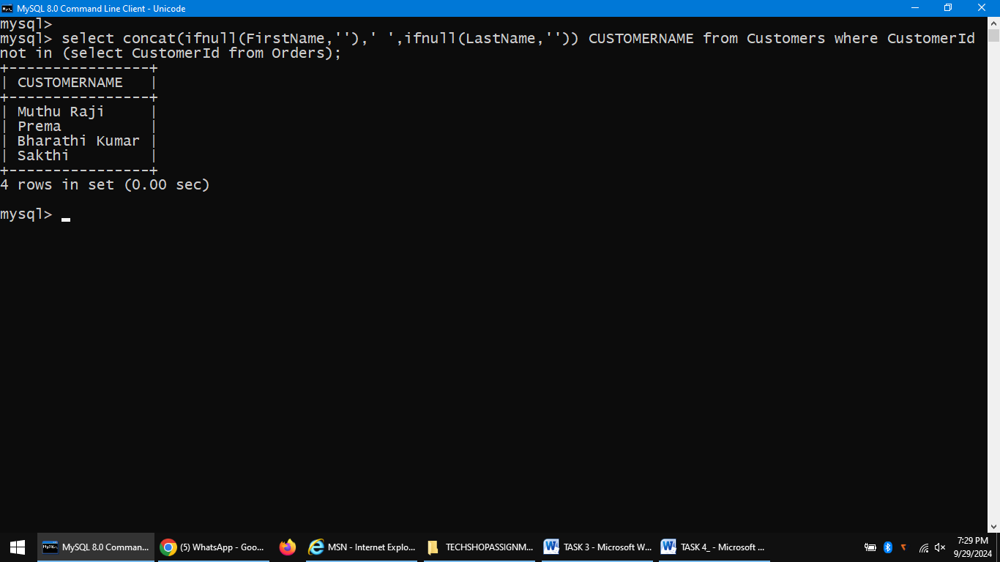 MySQL 8.0 Command Line Client - Unicode
mysql>
mysql> select concat(ifnull(FirstName,''),' ',ifnull(LastName,'')) CUSTOMERNAME from Customers where CustomerId
not in (select CustomerId from Orders);
+----------------+
| CUSTOMERNAME   |
+----------------+
| Muthu Raji     |
| Prema          |
| Bharathi Kumar |
| Sakthi         |
+----------------+
4 rows in set (0.00 sec)
mysql> _
MySQL 8.0 Comman... (5) WhatsApp - Goo... MSN - Internet Explo... TECHSHOPASSIGNM... TASK 3 - Microsoft W... TASK 4_ - Microsoft ... 7:29 PM
9/29/2024